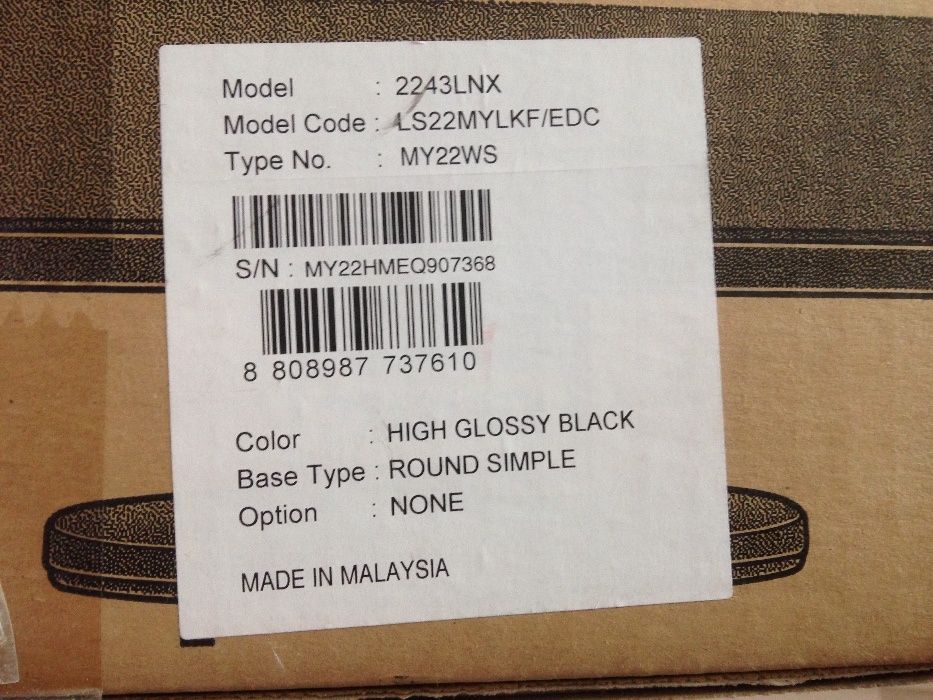 Model : 2243LNX
Model Code : LS22MYLKF/EDC
Type No. : MY22WS
S/N : MY22HMEQ907368
8 808987 737610
Color : HIGH GLOSSY BLACK
Base Type : ROUND SIMPLE
Option : NONE
MADE IN MALAYSIA